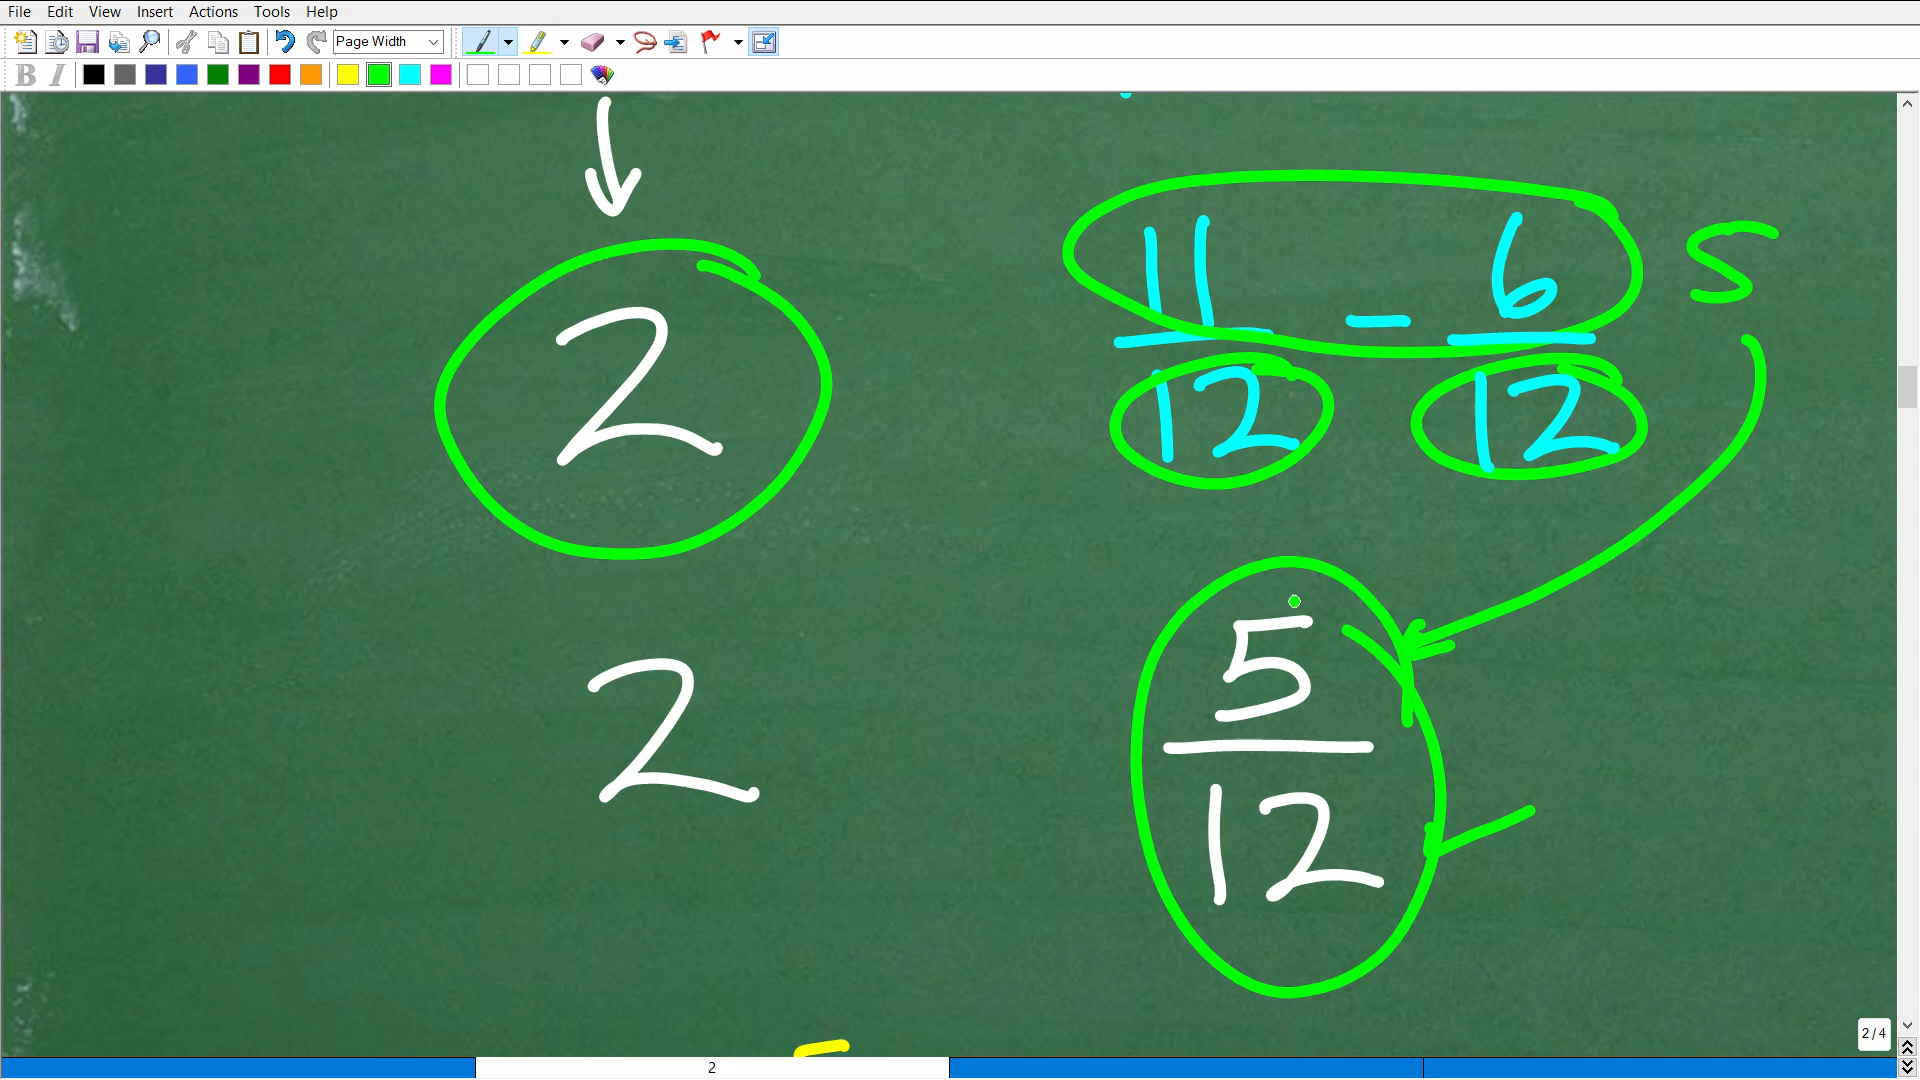 File Edit View Insert Actions Tools Help
Page Width
B I
11/12 - 6/12 5
2
2 5/12
2 / 4
2